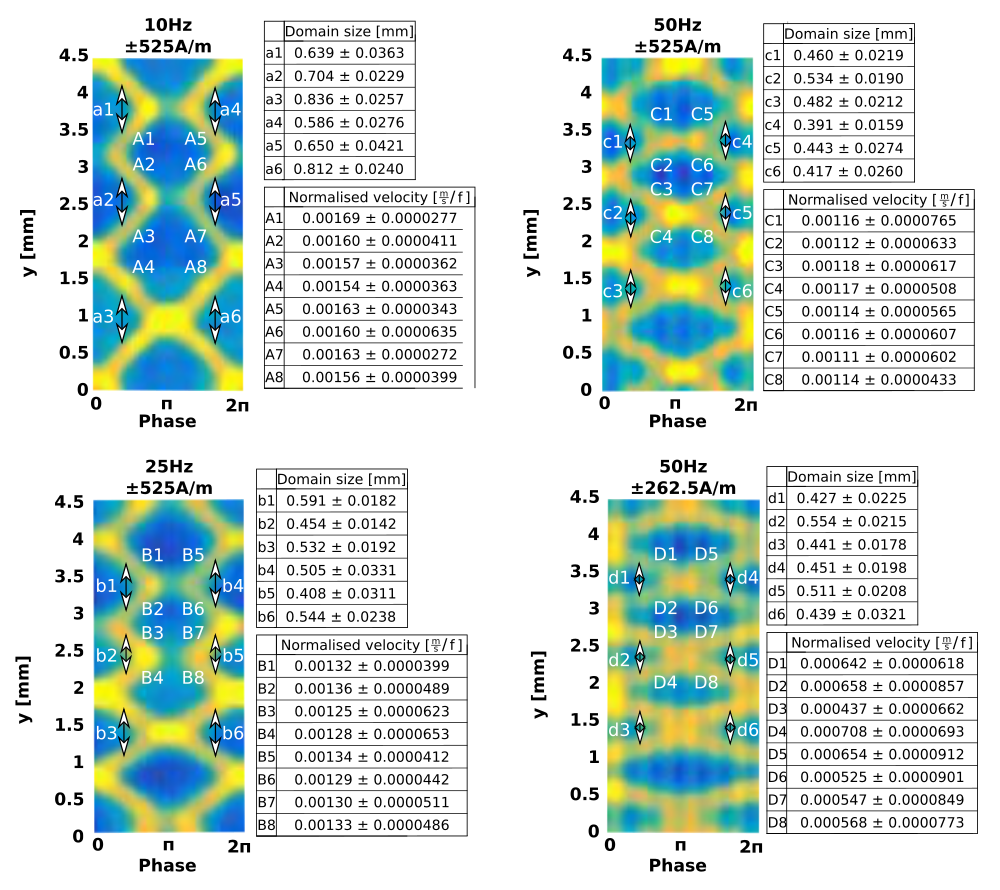 10Hz
±525A/m
4.5
4
3.5
3
2.5
2
1.5
1
0.5
0
y [mm]
0 π 2π
Phase
a1
a4
A1 A5
A2 A6
a2
a5
A3 A7
A4 A8
a3
a6
Domain size [mm]
a1 0.639 ± 0.0363
a2 0.704 ± 0.0229
a3 0.836 ± 0.0257
a4 0.586 ± 0.0276
a5 0.650 ± 0.0421
a6 0.812 ± 0.0240
Normalised velocity [m/s /f]
A1 0.00169 ± 0.0000277
A2 0.00160 ± 0.0000411
A3 0.00157 ± 0.0000362
A4 0.00154 ± 0.0000363
A5 0.00163 ± 0.0000343
A6 0.00160 ± 0.0000635
A7 0.00163 ± 0.0000272
A8 0.00156 ± 0.0000399
50Hz
±525A/m
4.5
4
3.5
3
2.5
2
1.5
1
0.5
0
y [mm]
0 π 2π
Phase
C1 C5
c1
c4
C2 C6
C3 C7
c2
c5
C4 C8
c3
c6
Domain size [mm]
c1 0.460 ± 0.0219
c2 0.534 ± 0.0190
c3 0.482 ± 0.0212
c4 0.391 ± 0.0159
c5 0.443 ± 0.0274
c6 0.417 ± 0.0260
Normalised velocity [m/s /f]
C1 0.00116 ± 0.0000765
C2 0.00112 ± 0.0000633
C3 0.00118 ± 0.0000617
C4 0.00117 ± 0.0000508
C5 0.00114 ± 0.0000565
C6 0.00116 ± 0.0000607
C7 0.00111 ± 0.0000602
C8 0.00114 ± 0.0000433
25Hz
±525A/m
4.5
4
3.5
3
2.5
2
1.5
1
0.5
0
y [mm]
0 π 2π
Phase
B1 B5
b1
b4
B2 B6
B3 B7
b2
b5
B4 B8
b3
b6
Domain size [mm]
b1 0.591 ± 0.0182
b2 0.454 ± 0.0142
b3 0.532 ± 0.0192
b4 0.505 ± 0.0331
b5 0.408 ± 0.0311
b6 0.544 ± 0.0238
Normalised velocity [m/s /f]
B1 0.00132 ± 0.0000399
B2 0.00136 ± 0.0000489
B3 0.00125 ± 0.0000623
B4 0.00128 ± 0.0000653
B5 0.00134 ± 0.0000412
B6 0.00129 ± 0.0000442
B7 0.00130 ± 0.0000511
B8 0.00133 ± 0.0000486
50Hz
±262.5A/m
4.5
4
3.5
3
2.5
2
1.5
1
0.5
0
y [mm]
0 π 2π
Phase
D1 D5
d1
d4
D2 D6
D3 D7
d2
d5
D4 D8
d3
d6
Domain size [mm]
d1 0.427 ± 0.0225
d2 0.554 ± 0.0215
d3 0.441 ± 0.0178
d4 0.451 ± 0.0198
d5 0.511 ± 0.0208
d6 0.439 ± 0.0321
Normalised velocity [m/s /f]
D1 0.000642 ± 0.0000618
D2 0.000658 ± 0.0000857
D3 0.000437 ± 0.0000662
D4 0.000708 ± 0.0000693
D5 0.000654 ± 0.0000912
D6 0.000525 ± 0.0000901
D7 0.000547 ± 0.0000849
D8 0.000568 ± 0.0000773